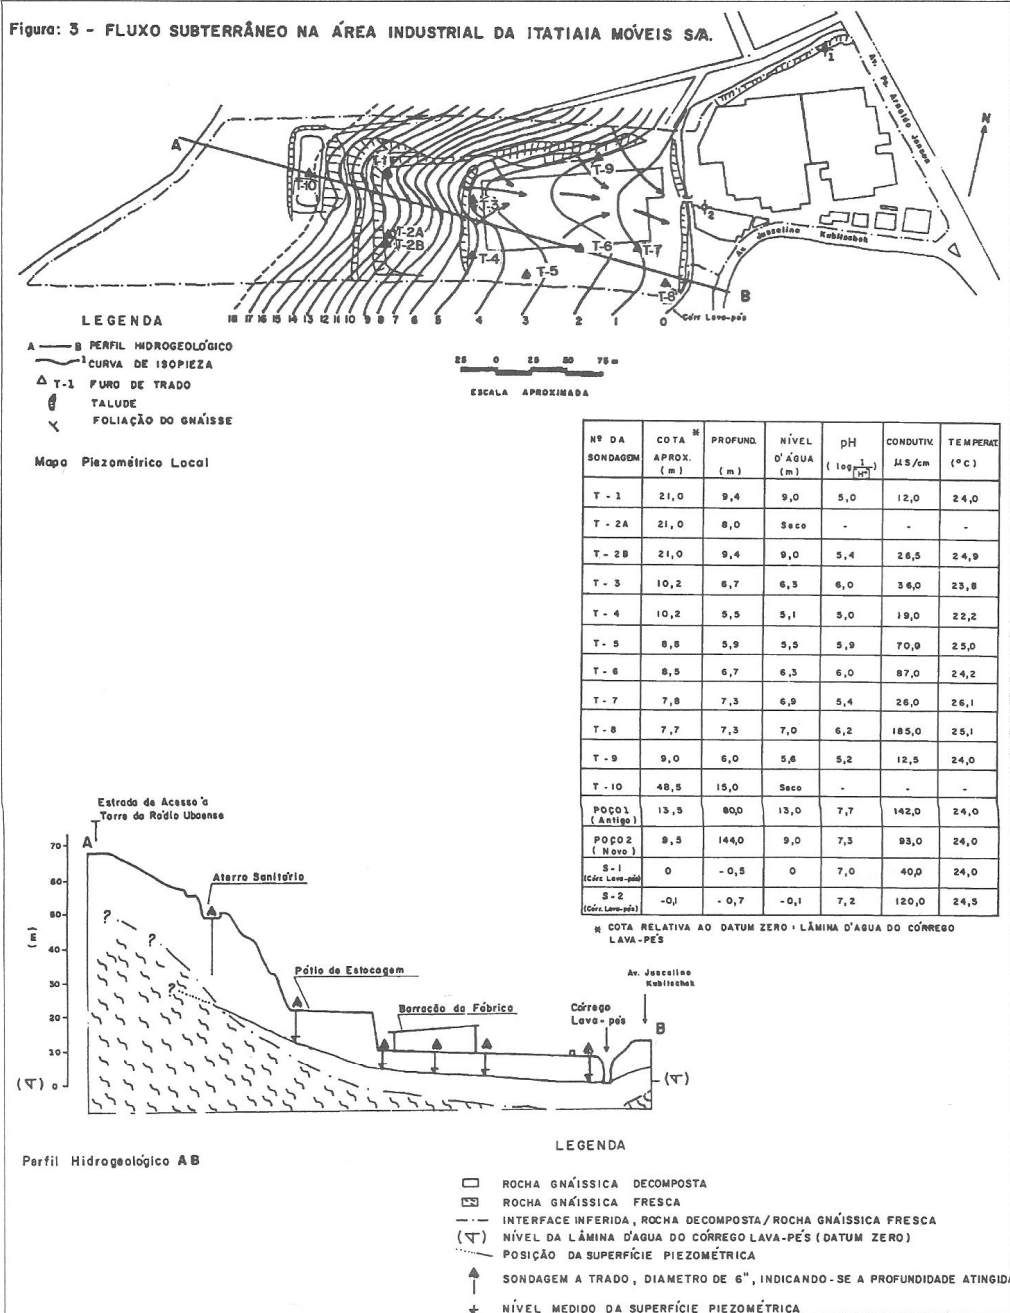 Figura: 3 - FLUXO SUBTERRÂNEO NA ÁREA INDUSTRIAL DA ITATIAIA MÓVEIS S/A.
Av. Pe. Arnaldo Janson
N
A
T-1
T-10
T-9
T-3
T-2A
T-2B
T-4
T-5
T-6
T-7
T-8
B
Av. Juscelino Kubitschek
18 17 16 15 14 13 12 11 10 9 8 7 6 5 4 3 2 1 0
Córr Lava-pés
LEGENDA
A — B PERFIL HIDROGEOLÓGICO
1 CURVA DE ISOPIEZA
T-1 FURO DE TRADO
TALUDE
FOLIAÇÃO DO GNÁISSE
25 0 25 50 75 m
ESCALA APROXIMADA
Mapa Piezométrico Local
Nº DA SONDAGEM COTA * APROX. (m) PROFUND. (m) NÍVEL D'ÁGUA (m) pH (log 1/[H+]) CONDUTIV. µS/cm TEMPERAT. (°C)
T - 1 21,0 9,4 9,0 5,0 12,0 24,0
T - 2A 21,0 8,0 Seco - - -
T - 2B 21,0 9,4 9,0 5,4 26,5 24,9
T - 3 10,2 6,7 6,3 6,0 36,0 23,8
T - 4 10,2 5,5 5,1 5,0 19,0 22,2
T - 5 8,8 5,9 5,5 5,9 70,0 25,0
T - 6 8,5 6,7 6,3 6,0 87,0 24,2
T - 7 7,8 7,3 6,9 5,4 26,0 26,1
T - 8 7,7 7,3 7,0 6,2 185,0 25,1
T - 9 9,0 6,0 5,6 5,2 12,5 24,0
T - 10 48,5 15,0 Seco - - -
POÇO 1 (Antigo) 13,5 80,0 13,0 7,7 142,0 24,0
POÇO 2 (Novo) 9,5 144,0 9,0 7,3 93,0 24,0
S-1 (Córr. Lava-pés) 0 - 0,5 0 7,0 40,0 24,0
S-2 (Córr. Lava-pés) -0,1 - 0,7 -0,1 7,2 120,0 24,5
* COTA RELATIVA AO DATUM ZERO : LÂMINA D'AGUA DO CÓRREGO
LAVA-PÉS
Estrada de Acesso à
Torre da Rádio Ubaense
A
70
60
50
40
30
20
10
0
(m)
Aterro Sanitário
Pátio de Estocagem
Barracão da Fábrica
Córrego
Lava-pés
Av. Juscelino
Kubitschek
B
? ? ?
Perfil Hidrogeológico AB
LEGENDA
ROCHA GNÁISSICA DECOMPOSTA
ROCHA GNÁISSICA FRESCA
INTERFACE INFERIDA, ROCHA DECOMPOSTA/ROCHA GNÁISSICA FRESCA
NÍVEL DA LÂMINA D'ÁGUA DO CÓRREGO LAVA-PÉS (DATUM ZERO)
POSIÇÃO DA SUPERFÍCIE PIEZOMÉTRICA
SONDAGEM A TRADO, DIAMETRO DE 6", INDICANDO-SE A PROFUNDIDADE ATINGIDA
NÍVEL MEDIDO DA SUPERFÍCIE PIEZOMÉTRICA